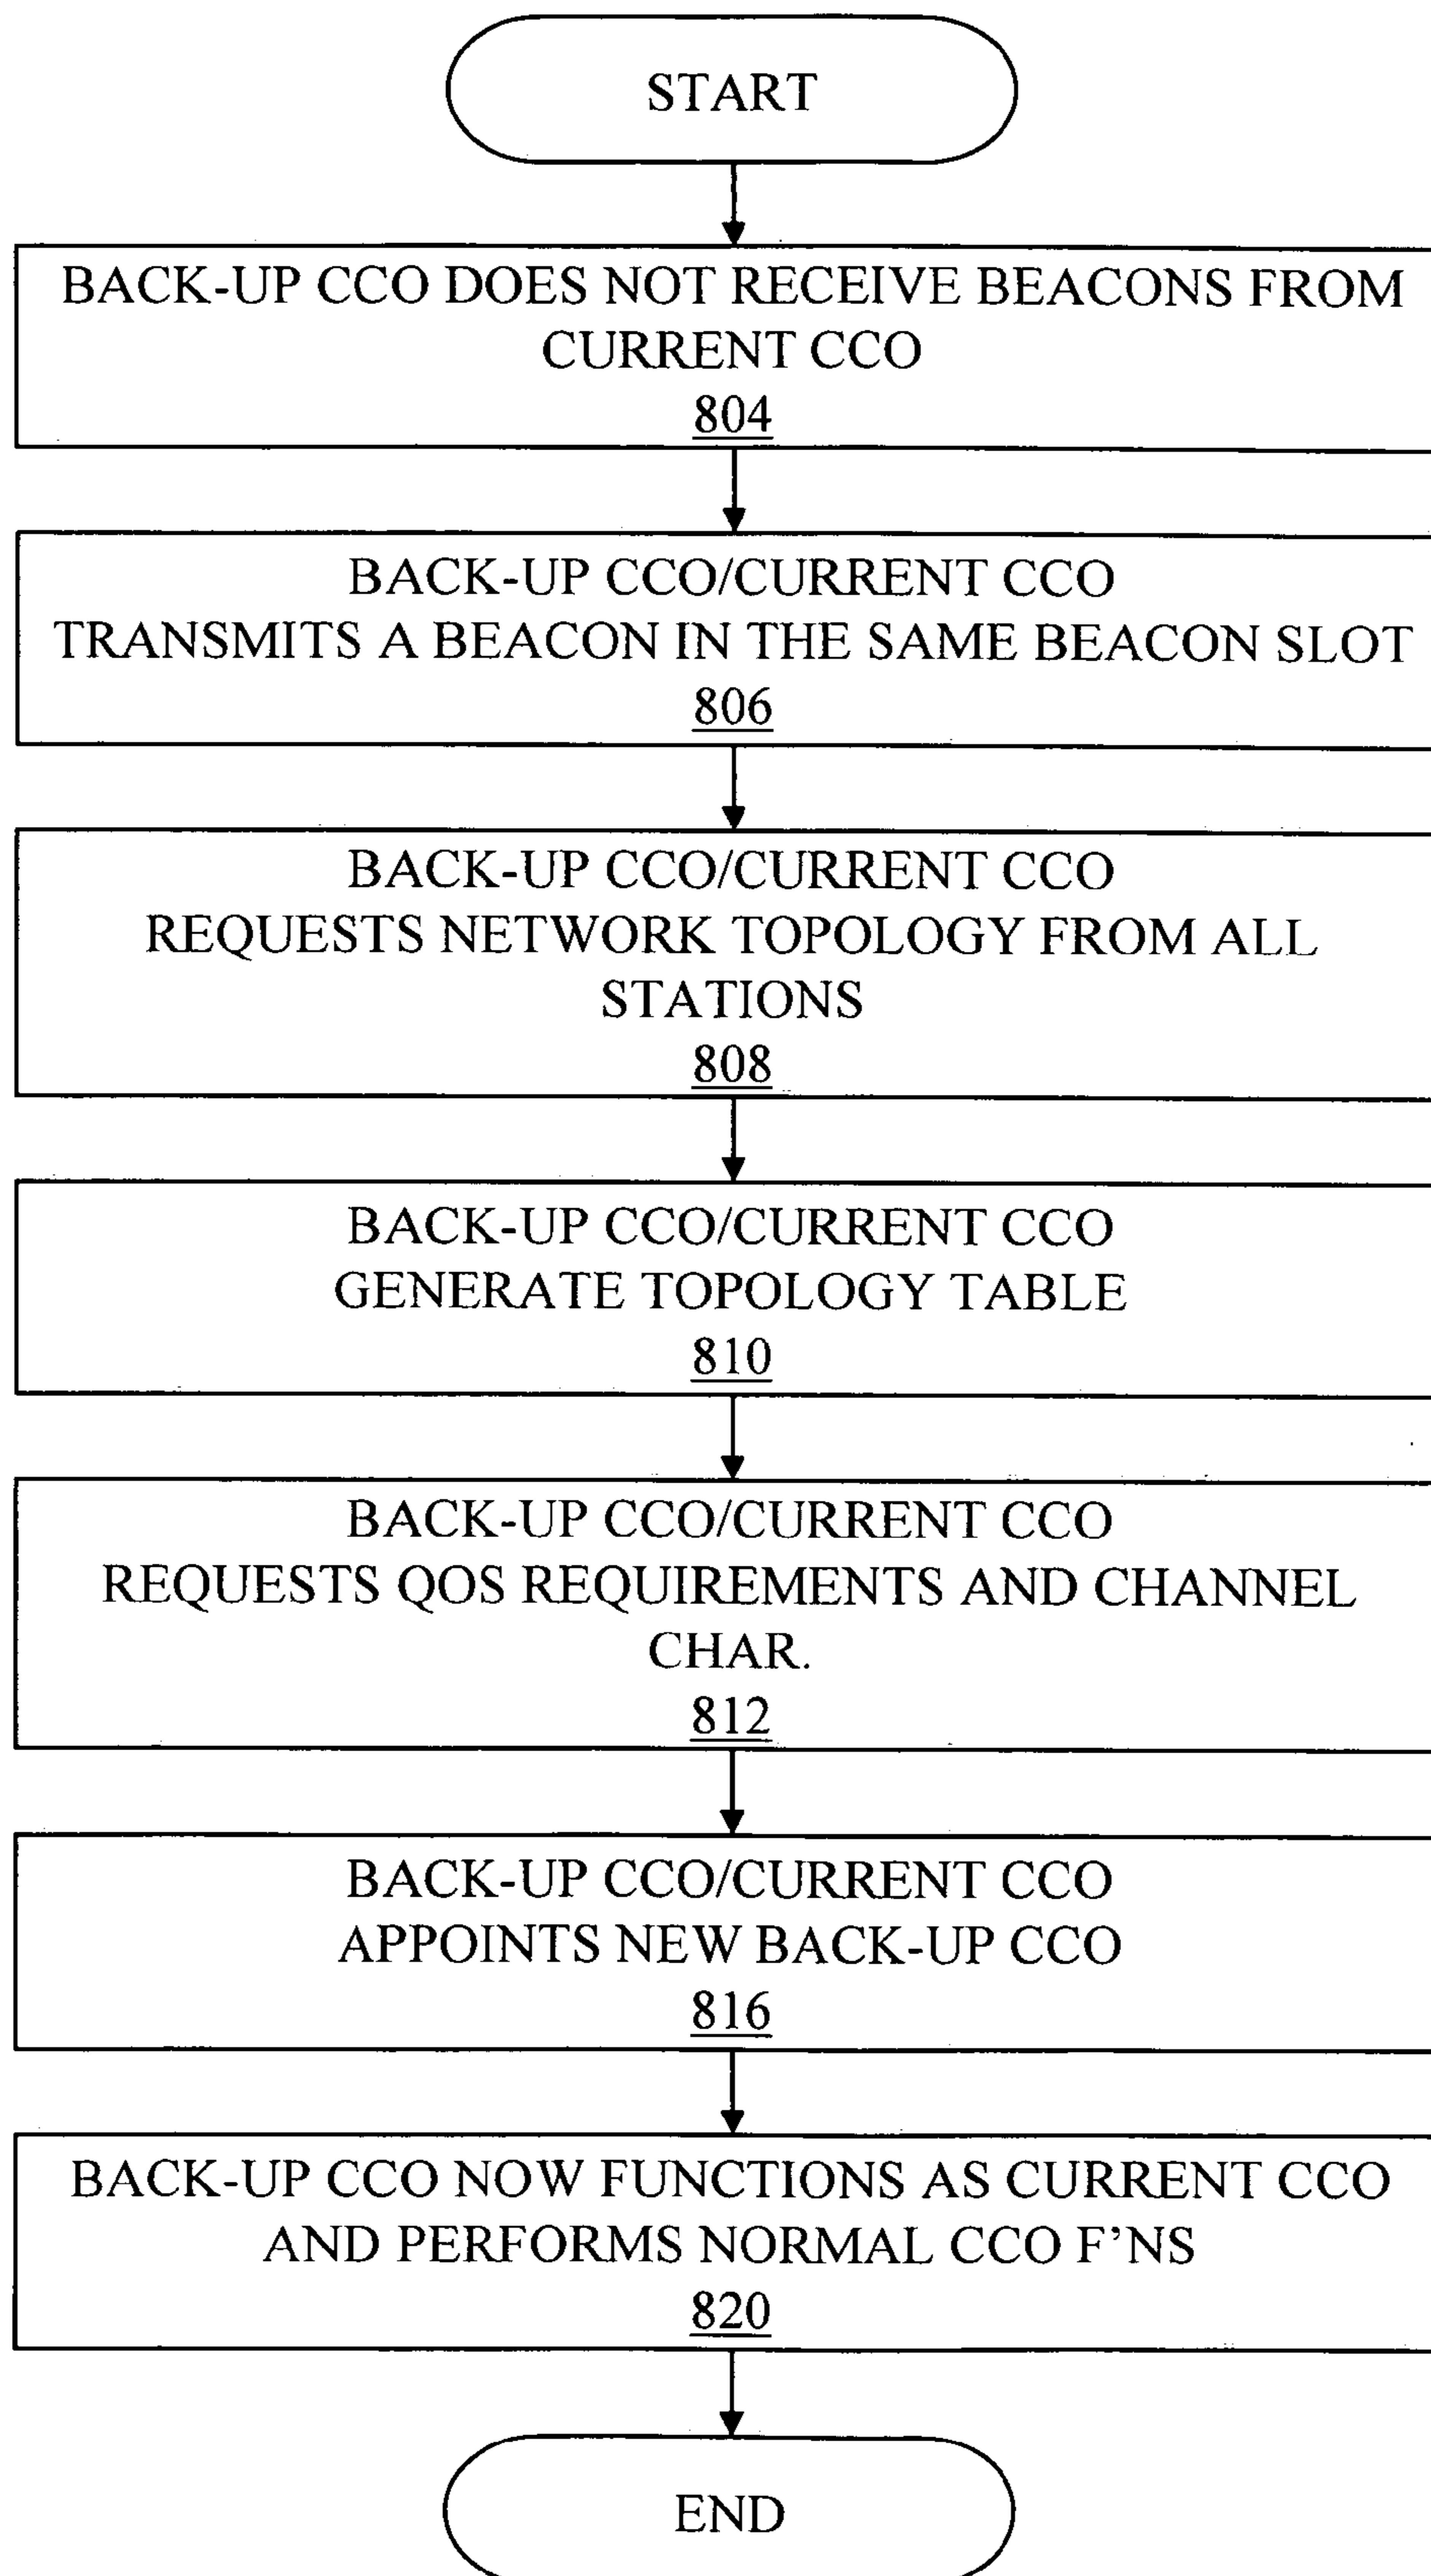 START
BACK-UP CCO DOES NOT RECEIVE BEACONS FROM
CURRENT CCO
804
BACK-UP CCO/CURRENT CCO
TRANSMITS A BEACON IN THE SAME BEACON SLOT
806
BACK-UP CCO/CURRENT CCO
REQUESTS NETWORK TOPOLOGY FROM ALL
STATIONS
808
BACK-UP CCO/CURRENT CCO
GENERATE TOPOLOGY TABLE
810
BACK-UP CCO/CURRENT CCO
REQUESTS QOS REQUIREMENTS AND CHANNEL
CHAR.
812
BACK-UP CCO/CURRENT CCO
APPOINTS NEW BACK-UP CCO
816
BACK-UP CCO NOW FUNCTIONS AS CURRENT CCO
AND PERFORMS NORMAL CCO F'NS
820
END